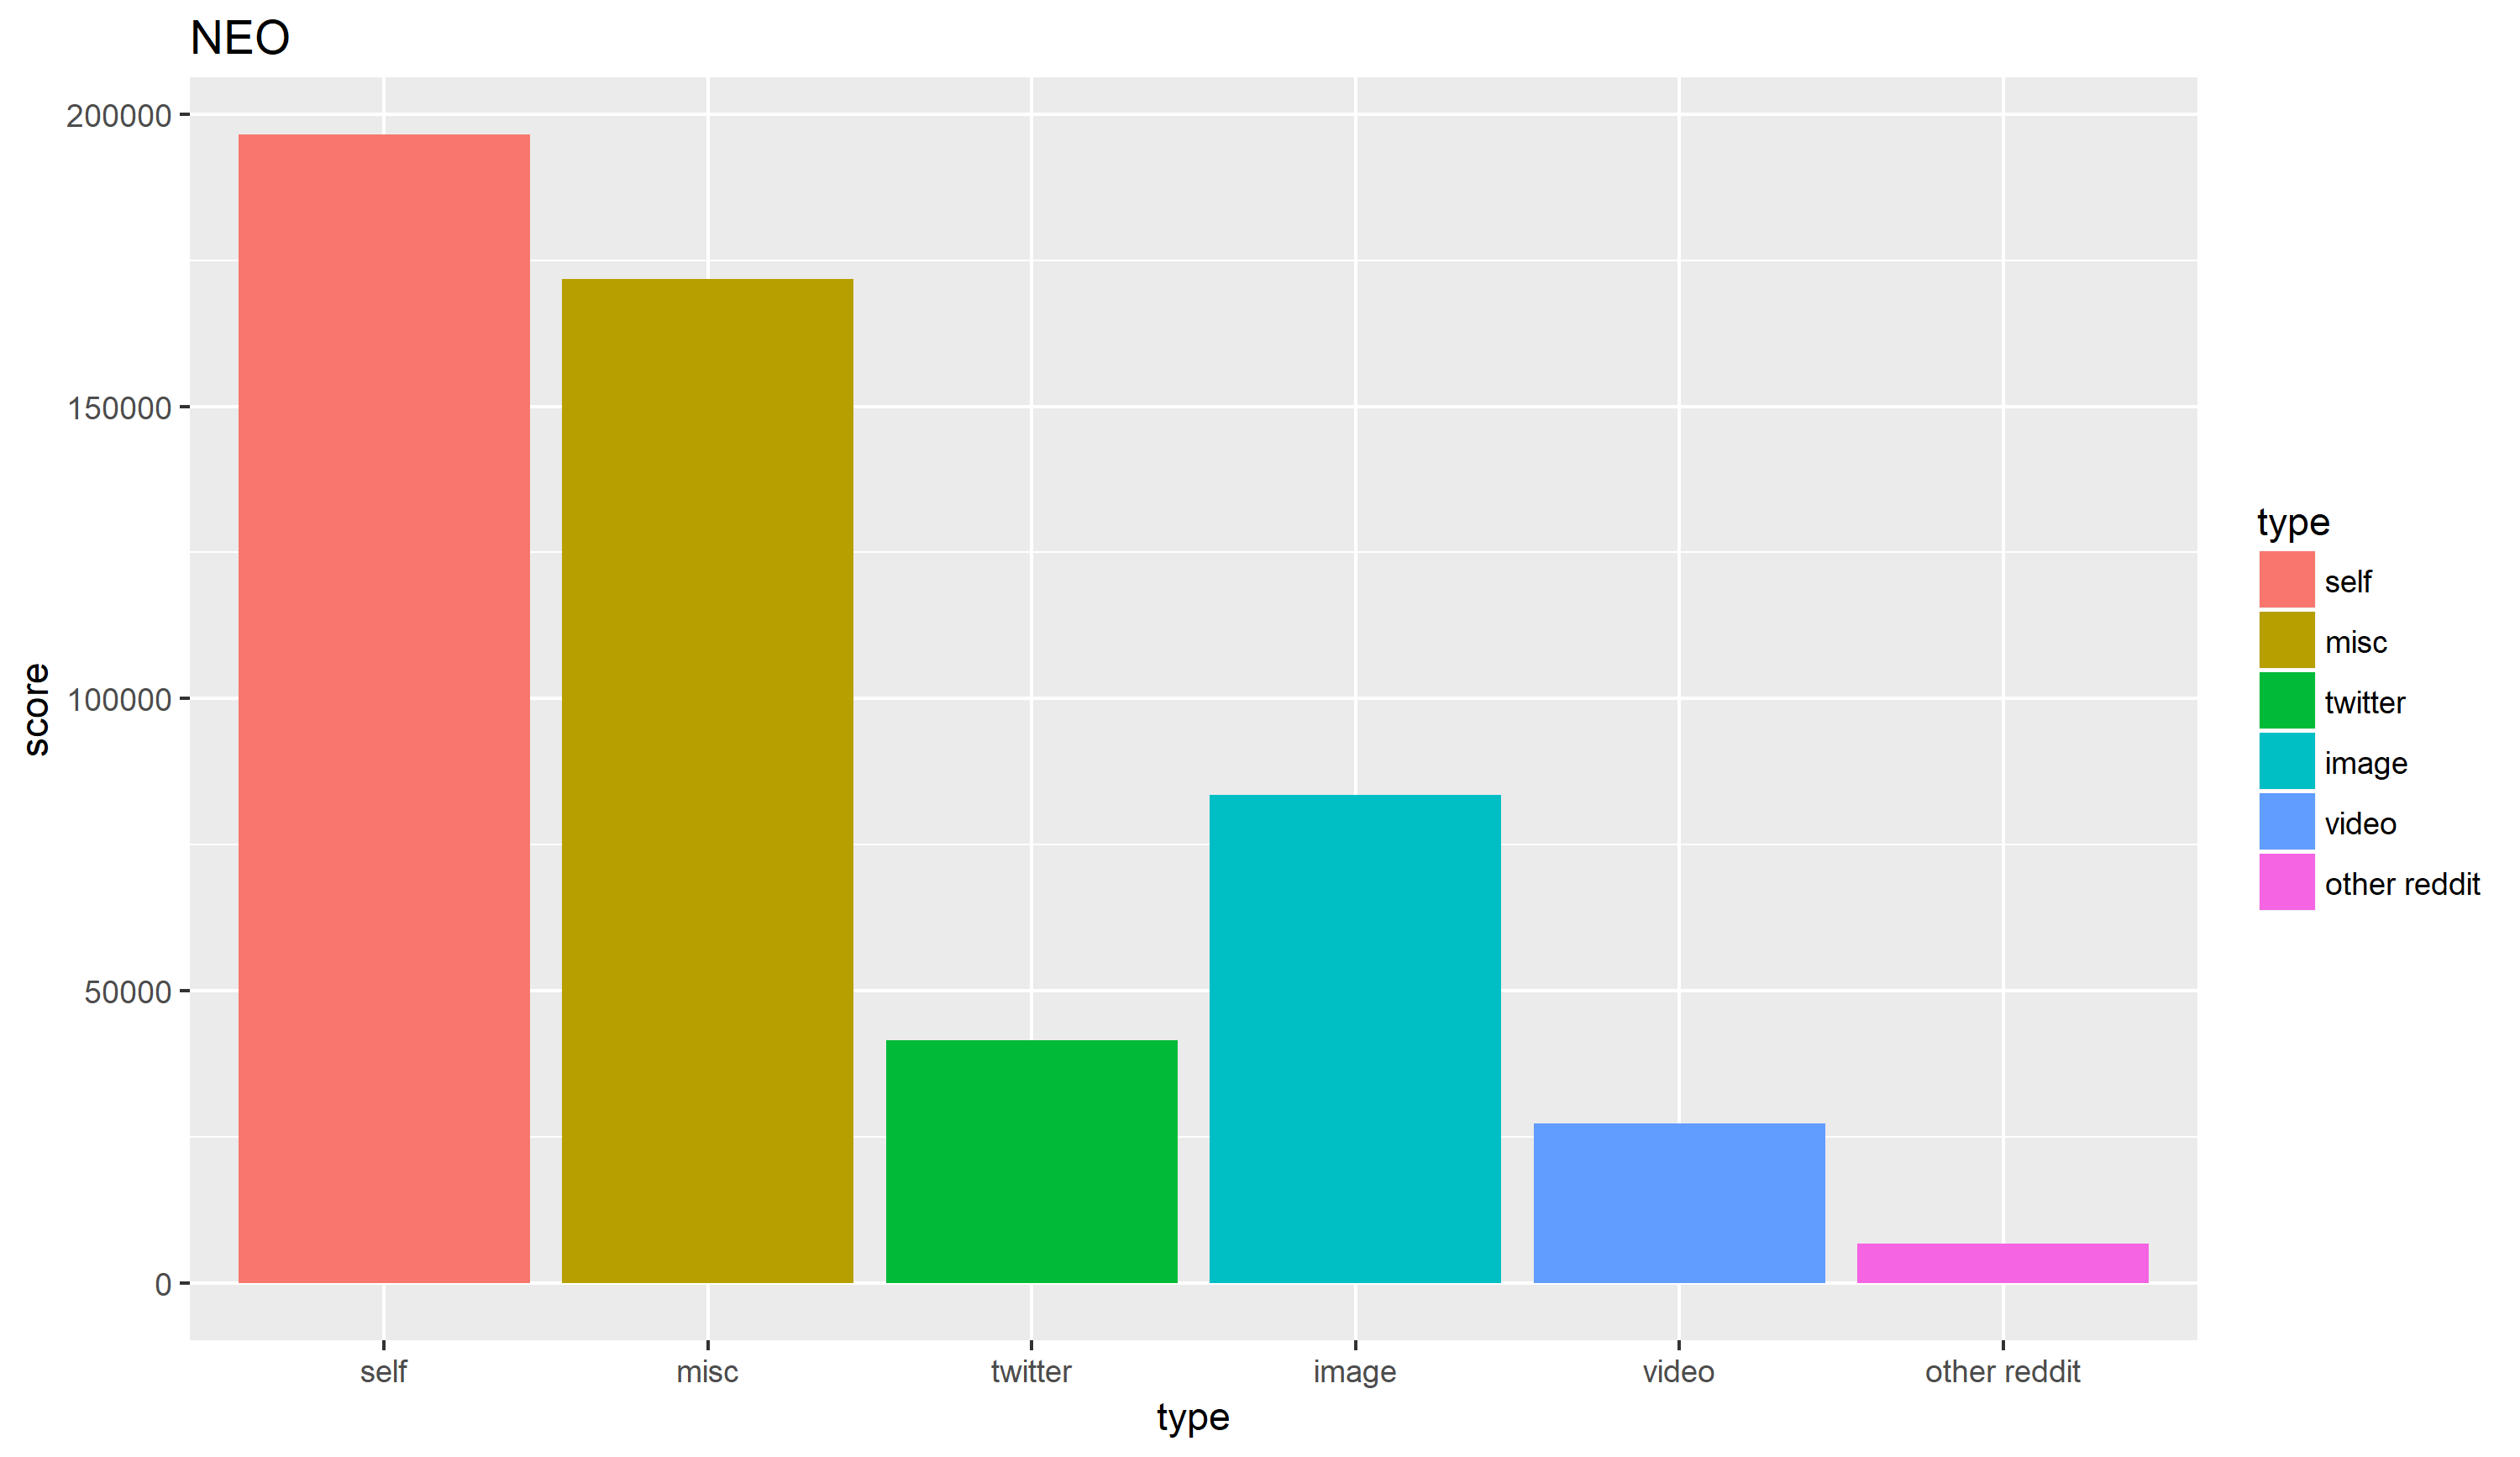 NEO
200000
150000
100000
50000
0
score
self
misc
twitter
image
video
other reddit
type
type
self
misc
twitter
image
video
other reddit